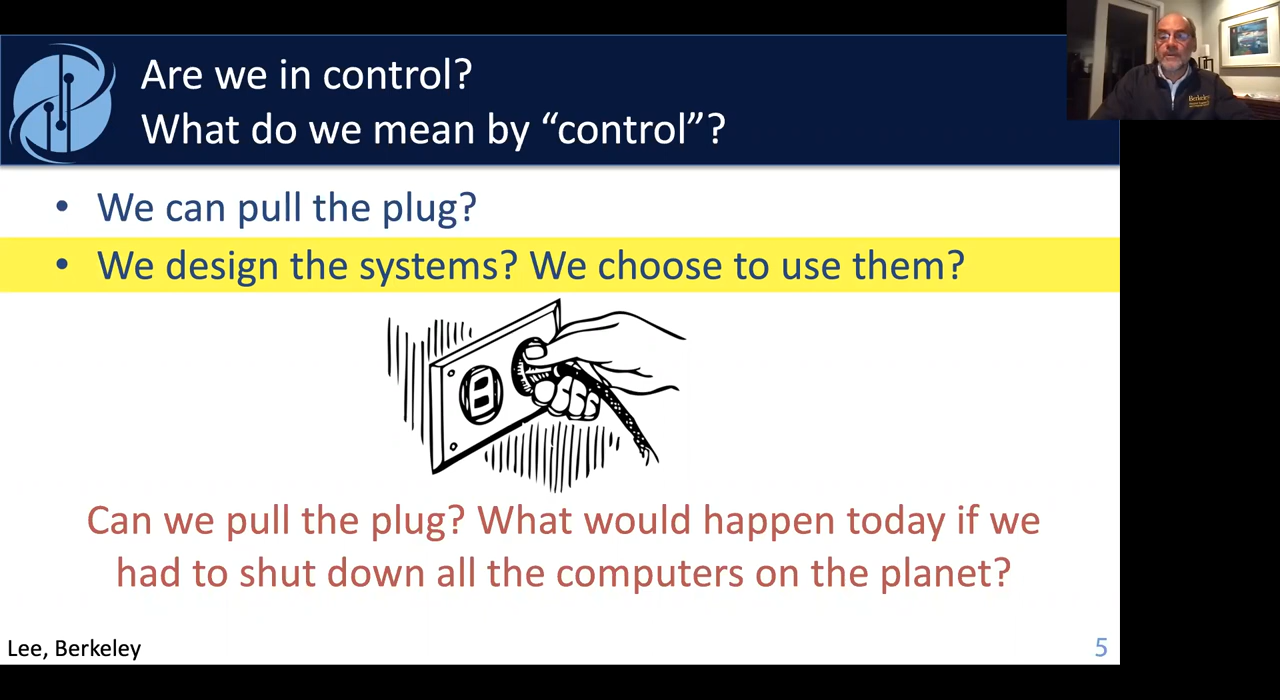 Are we in control?
What do we mean by “control”?
• We can pull the plug?
• We design the systems? We choose to use them?
Can we pull the plug? What would happen today if we
had to shut down all the computers on the planet?
Lee, Berkeley
5
Berkeley